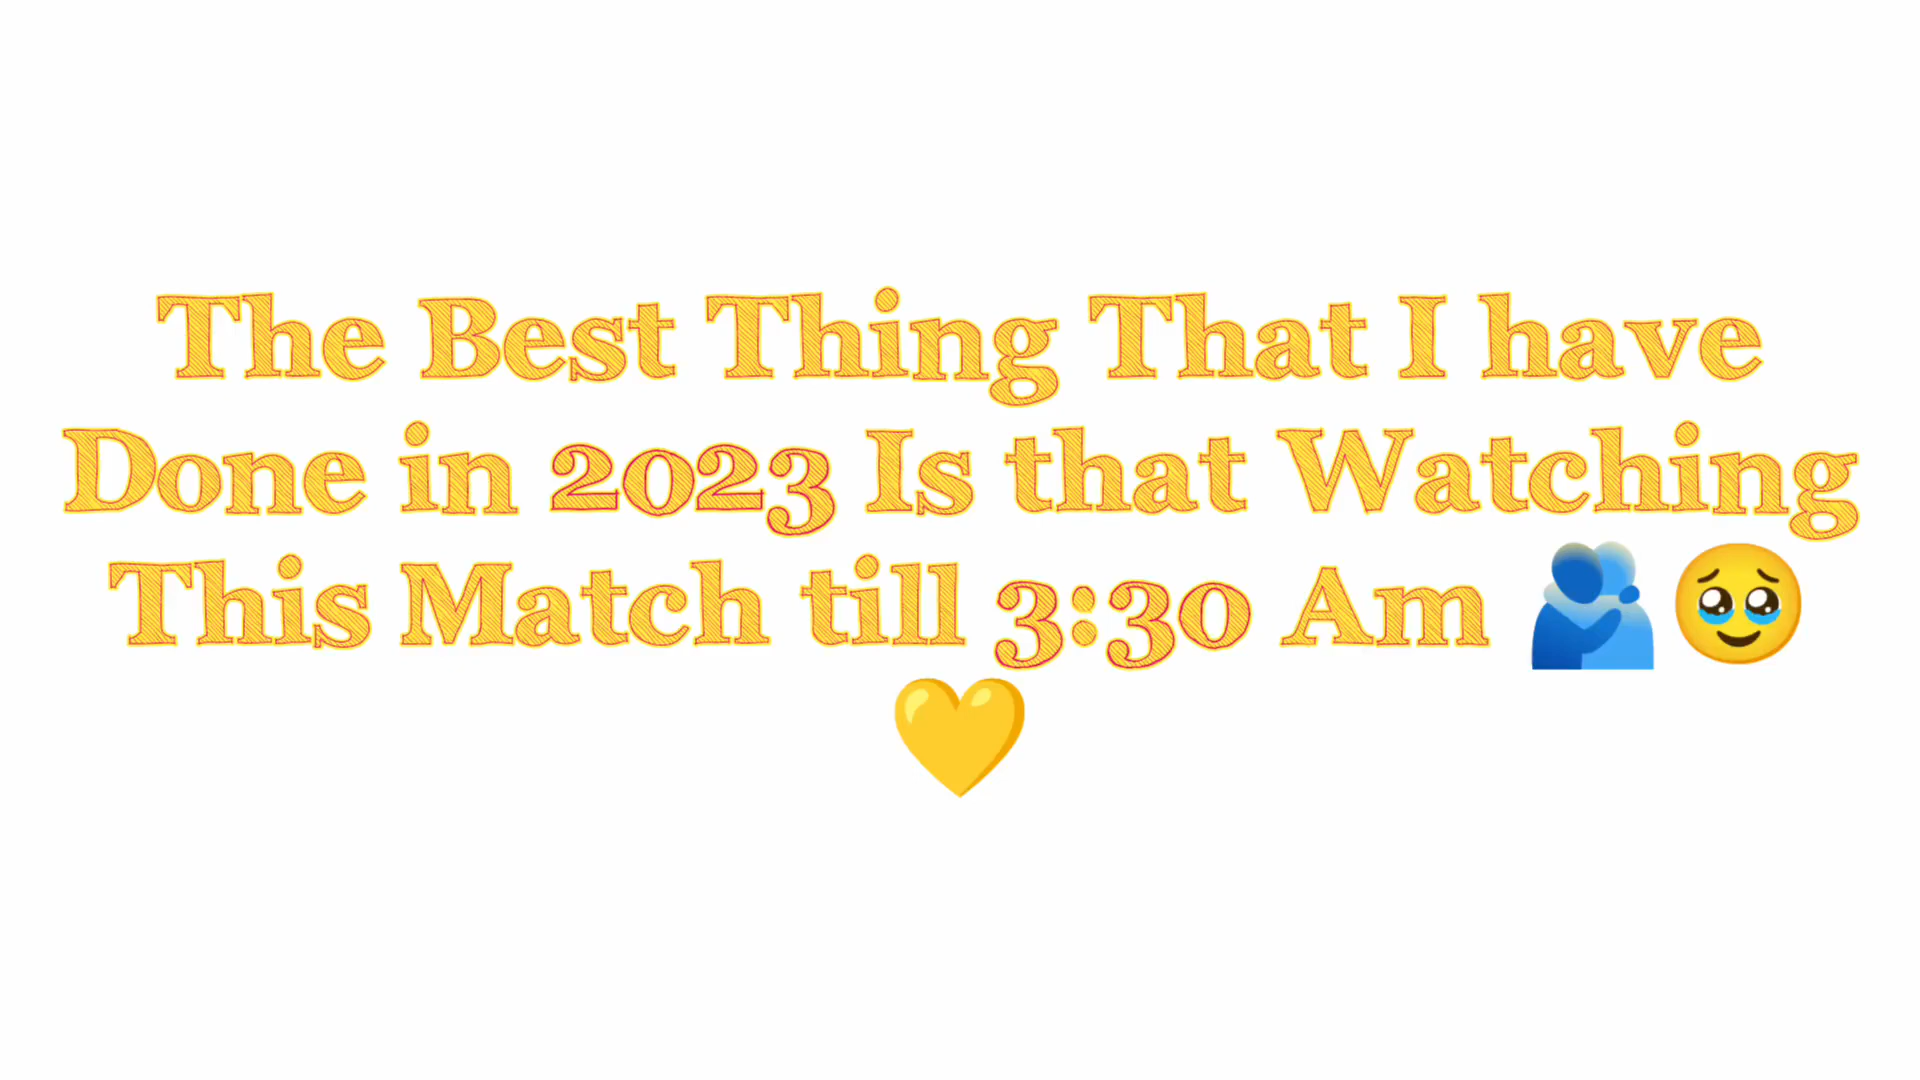 The Best Thing That I have
Done in 2023 Is that Watching
This Match till 3:30 Am 🫂🥹
💛